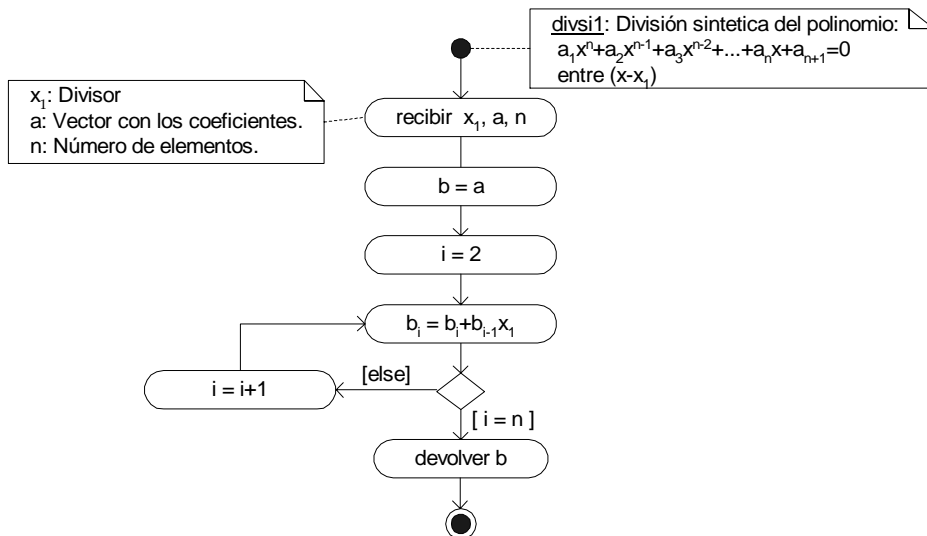 divsi1: División sintetica del polinomio:
a₁xⁿ+a₂xⁿ⁻¹+a₃xⁿ⁻²+...+aₙx+aₙ₊₁=0
entre (x-x₁)
x₁: Divisor
a: Vector con los coeficientes.
n: Número de elementos.
recibir x₁, a, n
b = a
i = 2
bᵢ = bᵢ+bᵢ₋₁x₁
[else]
i = i+1
[ i = n ]
devolver b